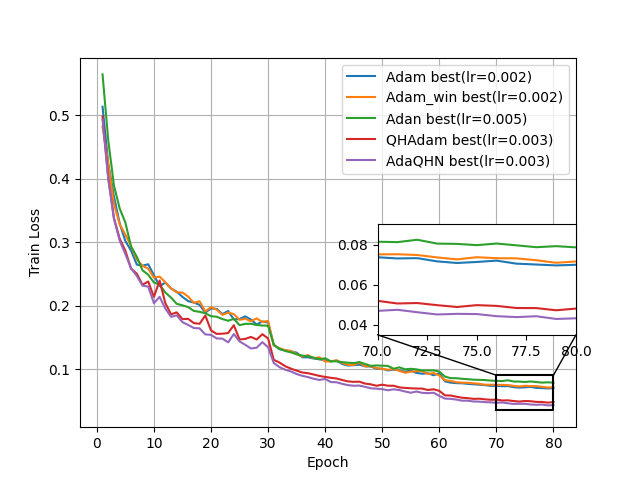 Adam best(lr=0.002)
Adam_win best(lr=0.002)
Adan best(lr=0.005)
QHAdam best(lr=0.003)
AdaQHN best(lr=0.003)
0.5
0.4
0.3
0.2
0.1
Train Loss
0.08
0.06
0.04
70.0 72.5 75.0 77.5 80.0
0 10 20 30 40 50 60 70 80
Epoch